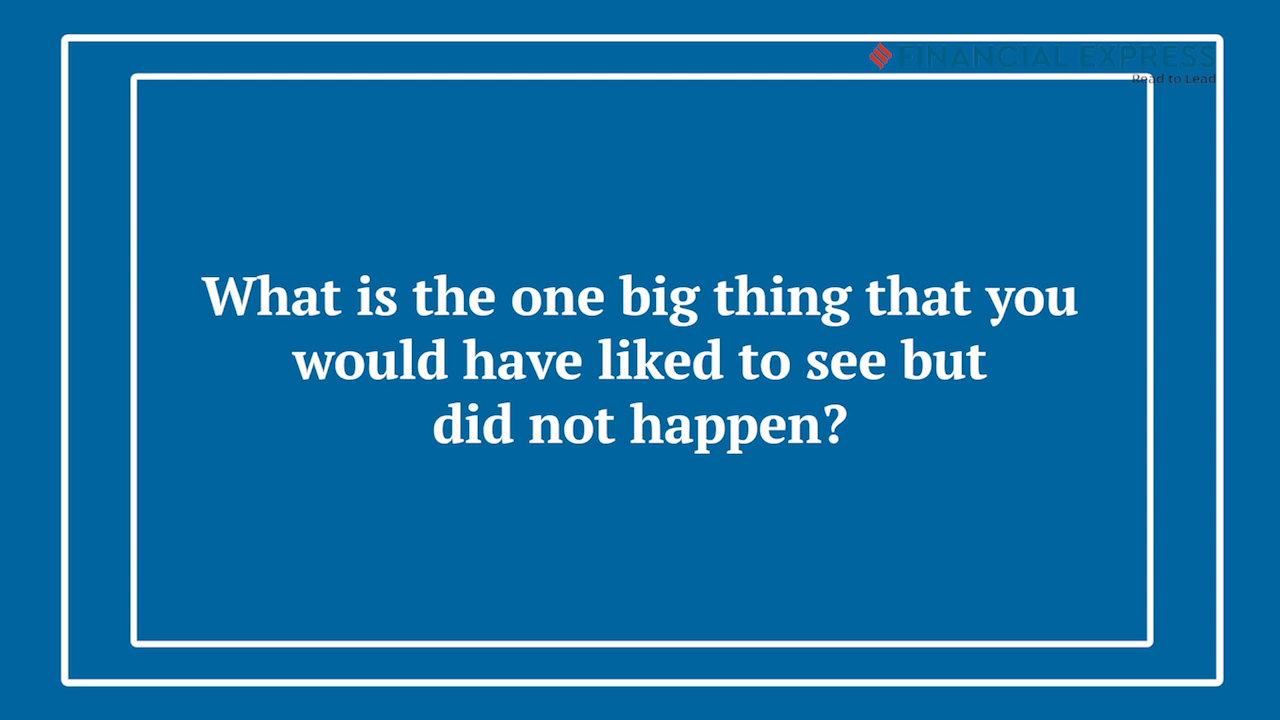 FINANCIAL EXPRESS
Read to Lead
What is the one big thing that you
would have liked to see but
did not happen?